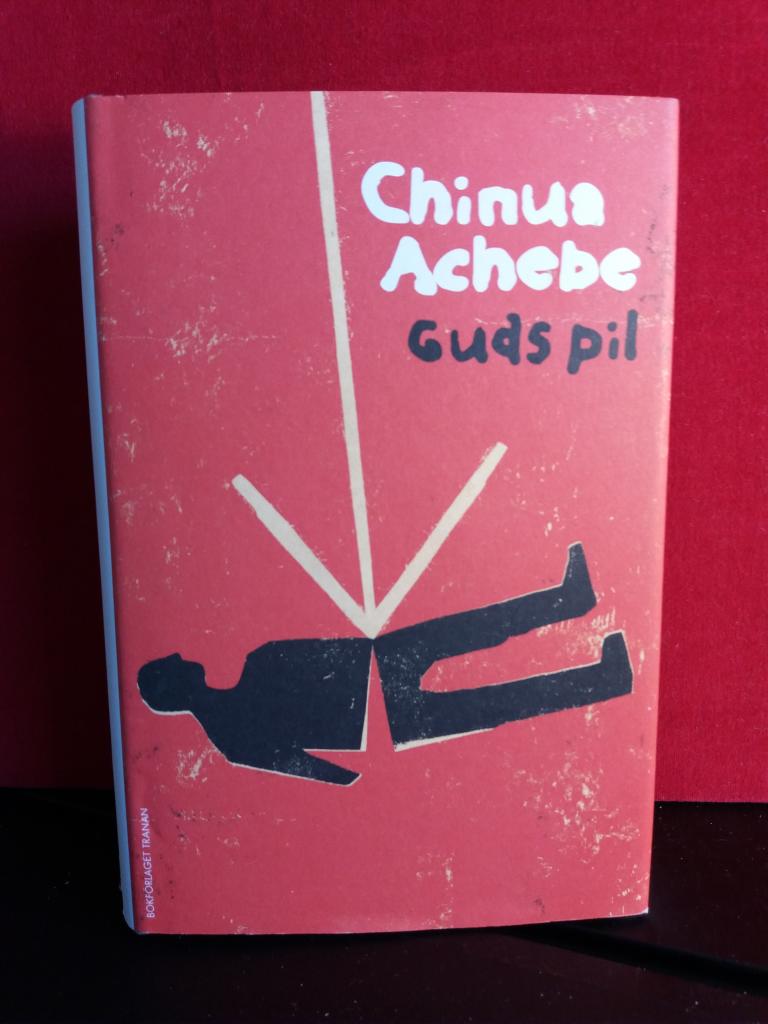 Chinua
Achebe
Guds pil
BOKFÖRLAGET TRANAN